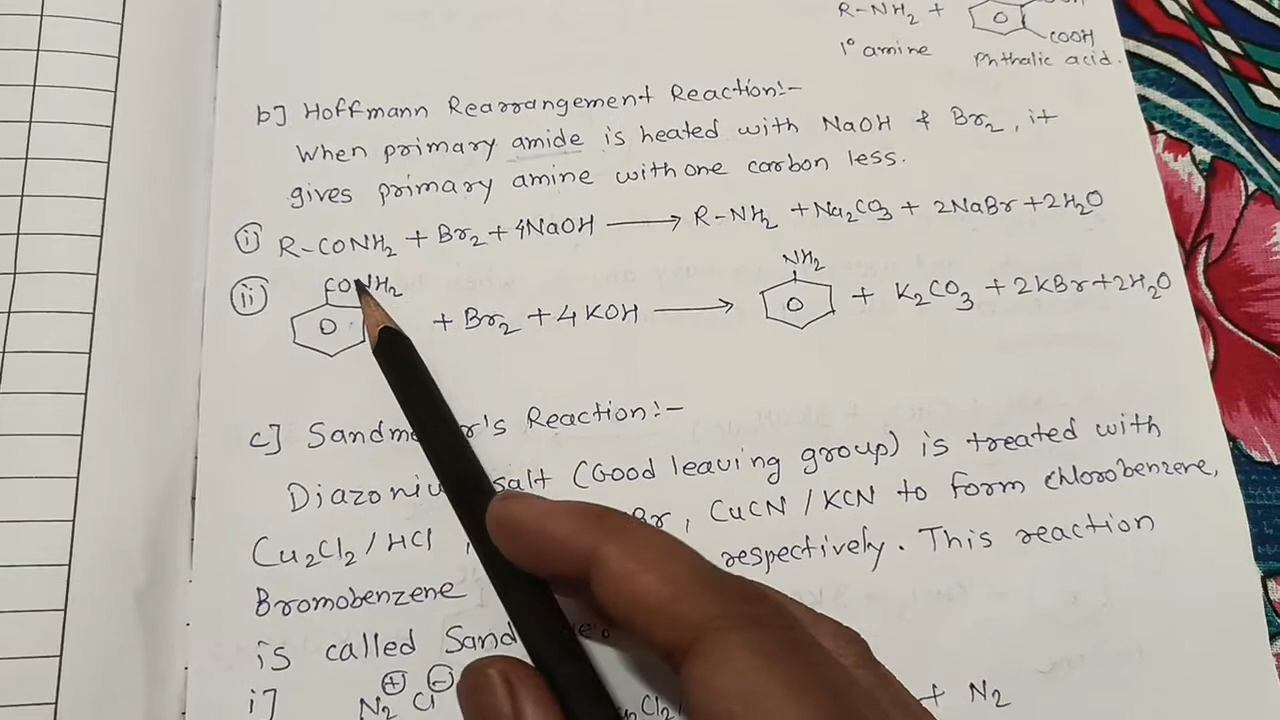 R-NH₂ +
COOH
1° amine Phthalic acid.
b] Hoffmann Rearrangement Reaction:-
When primary amide is heated with NaOH & Br₂, it
gives primary amine with one carbon less.
i) R-CONH₂ + Br₂ + 4NaOH ⟶ R-NH₂ + Na₂CO₃ + 2NaBr + 2H₂O
NH₂
ii) CONH₂
+ Br₂ + 4KOH ⟶ + K₂CO₃ + 2KBr + 2H₂O
c] Reaction:-
salt (Good leaving group) is treated with
Cu₂Cl₂/HCl Br, CuCN/KCN to form chlorobenzene,
Bromobenzene respectively. This reaction
is called
i] N₂ Cl + N₂